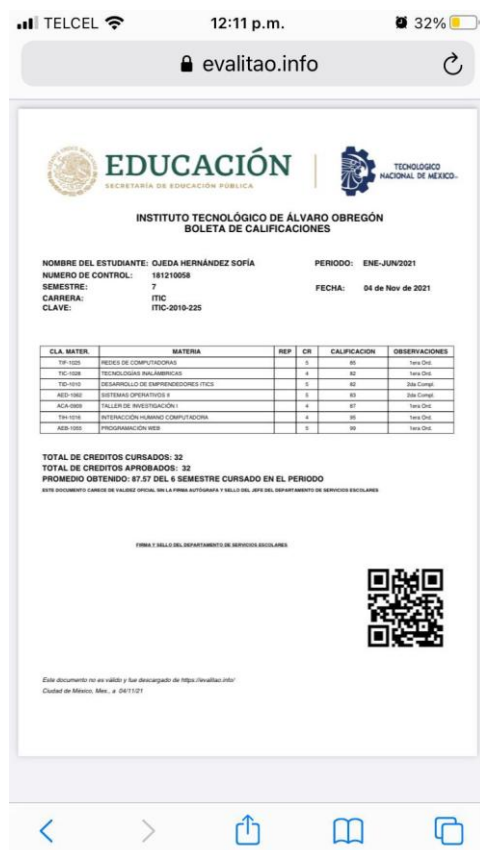 TELCEL 12:11 p.m. 32%
evalitao.info
EDUCACIÓN
SECRETARÍA DE EDUCACIÓN PÚBLICA
TECNOLÓGICO
NACIONAL DE MÉXICO
INSTITUTO TECNOLÓGICO DE ÁLVARO OBREGÓN
BOLETA DE CALIFICACIONES
NOMBRE DEL ESTUDIANTE: OJEDA HERNÁNDEZ SOFÍA PERIODO: ENE-JUN/2021
NUMERO DE CONTROL: 181210058
SEMESTRE: 7 FECHA: 04 de Nov de 2021
CARRERA: ITIC
CLAVE: ITIC-2010-225
CLA. MATER. MATERIA REP CR CALIFICACION OBSERVACIONES
TIF-1025 REDES DE COMPUTADORAS 5 85 1era Ord.
TIC-1028 TECNOLOGÍAS INALÁMBRICAS 4 82 1era Ord.
TID-1010 DESARROLLO DE EMPRENDEDORES ITICS 5 82 2da Compl.
AED-1062 SISTEMAS OPERATIVOS II 5 83 2da Compl.
ACA-0909 TALLER DE INVESTIGACIÓN I 4 87 1era Ord.
TIH-1016 INTERACCIÓN HUMANO COMPUTADORA 4 95 1era Ord.
AEB-1055 PROGRAMACIÓN WEB 5 99 1era Ord.
TOTAL DE CREDITOS CURSADOS: 32
TOTAL DE CREDITOS APROBADOS: 32
PROMEDIO OBTENIDO: 87.57 DEL 6 SEMESTRE CURSADO EN EL PERIODO
ESTE DOCUMENTO CARECE DE VALIDEZ OFICIAL SIN LA FIRMA AUTÓGRAFA Y SELLO DEL JEFE DEL DEPARTAMENTO DE SERVICIOS ESCOLARES
FIRMA Y SELLO DEL DEPARTAMENTO DE SERVICIOS ESCOLARES
Este documento no es válido y fue descargado de https://evalitao.info/
Ciudad de México, Mex., a 04/11/21